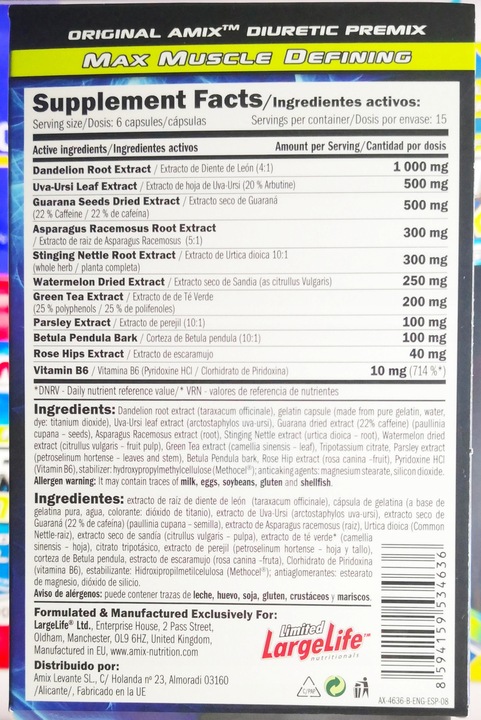 ORIGINAL AMIX™ DIURETIC PREMIX
MAX MUSCLE DEFINING
Supplement Facts/Ingredientes activos:
Serving size/Dosis: 6 capsules/cápsulas Servings per container/Dosis por envase: 15
Active ingredients/Ingredientes activos Amount per Serving/Cantidad por dosis
Dandelion Root Extract / Extracto de Diente de León (4:1) 1 000 mg
Uva-Ursi Leaf Extract / Extracto de hoja de Uva-Ursi (20 % Arbutine) 500 mg
Guarana Seeds Dried Extract / Extracto seco de Guaraná
(22 % Caffeine / 22 % de cafeína) 500 mg
Asparagus Racemosus Root Extract
/ Extracto de raiz de Asparagus Racemosus (5:1) 300 mg
Stinging Nettle Root Extract / Extracto de Urtica dioica 10:1
(whole herb / planta completa) 300 mg
Watermelon Dried Extract / Extracto seco de Sandia (as citrullus Vulgaris) 250 mg
Green Tea Extract / Extracto de de Té Verde
(25 % polyphenols / 25 % de polifenoles) 200 mg
Parsley Extract / Extracto de perejil (10:1) 100 mg
Betula Pendula Bark / Corteza de Betula pendula (10:1) 100 mg
Rose Hips Extract / Extracto de escaramujo 40 mg
Vitamin B6 / Vitamina B6 (Pyridoxine HCl / Clorhidrato de Piridoxina) 10 mg (714 %*)
*DNRV - Daily nutrient reference value/* VRN - valores de referencia de nutrientes
Ingredients: Dandelion root extract (taraxacum officinale), gelatin capsule (made from pure gelatin, water,
dye: titanium dioxide), Uva-Ursi leaf extract (arctostaphylos uva-ursi), Guarana dried extract (22% caffeine) (paullinia
cupana – seeds), Asparagus Racemosus extract (root), Stinging Nettle extract (urtica dioica – root), Watermelon dried
extract (citrullus vulgaris – fruit pulp), Green Tea extract (camellia sinensis - leaf), Tripotassium citrate, Parsley extract
(petroselinum hortense - leaves and stem), Betula Pendula bark, Rose Hip extract (rosa canina –fruit), Pyridoxine HCl
(Vitamin B6), stabilizer: hydroxypropylmethylcellulose (Methocel®); anticaking agents: magnesium stearate, silicon dioxide.
Allergen warning: It may contain traces of milk, eggs, soybeans, gluten and shellfish.
Ingredientes: extracto de raíz de diente de león (taraxacum officinale), cápsula de gelatina (a base de
gelatina pura, agua, colorante: dióxido de titanio), extracto de Uva-Ursi (arctostaphylos uva-ursi), extracto seco de
Guaraná (22 % de cafeína) (paullinia cupana - semilla), extracto de Asparagus racemosus (raiz), Urtica dioica (Common
Nettle-raiz), extracto seco de sandia (citrullus vulgaris - pulpa), extracto de té verde* (camellia
sinensis - hoja), citrato tripotásico, extracto de perejil (petroselinum hortense - hoja y tallo),
corteza de Betula pendula, estracto de escaramujo (rosa canina –fruta), Clorhidrato de Piridoxina
(vitamina B6), estabilizante: Hidroxipropilmetilcelulosa (Methocel®); antiaglomerantes: estearato
de magnesio, dióxido de silicio.
Aviso de alérgenos: puede contener trazas de leche, huevo, soja, gluten, crustáceos y mariscos.
Formulated & Manufactured Exclusively For:
LargeLife® Ltd., Enterprise House, 2 Pass Street,
Oldham, Manchester, OL9 6HZ, United Kingdom,
Manufactured in EU, www.amix-nutrition.com
Limited
LargeLife™
nutritionals
Distribuido por:
Amix Levante SL., C/ Holanda nº 23, Almoradi 03160
/Alicante/, Fabricado en la UE
C/PAP
8 594159 534636
AX-4636-B-ENG-ESP-08